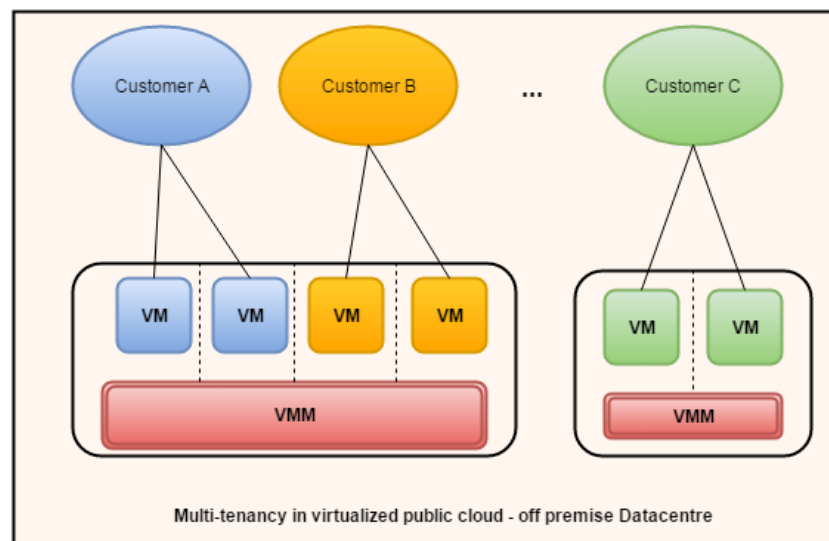 Customer A
Customer B
...
Customer C
VM
VM
VM
VM
VM
VM
VMM
VMM
Multi-tenancy in virtualized public cloud - off premise Datacentre